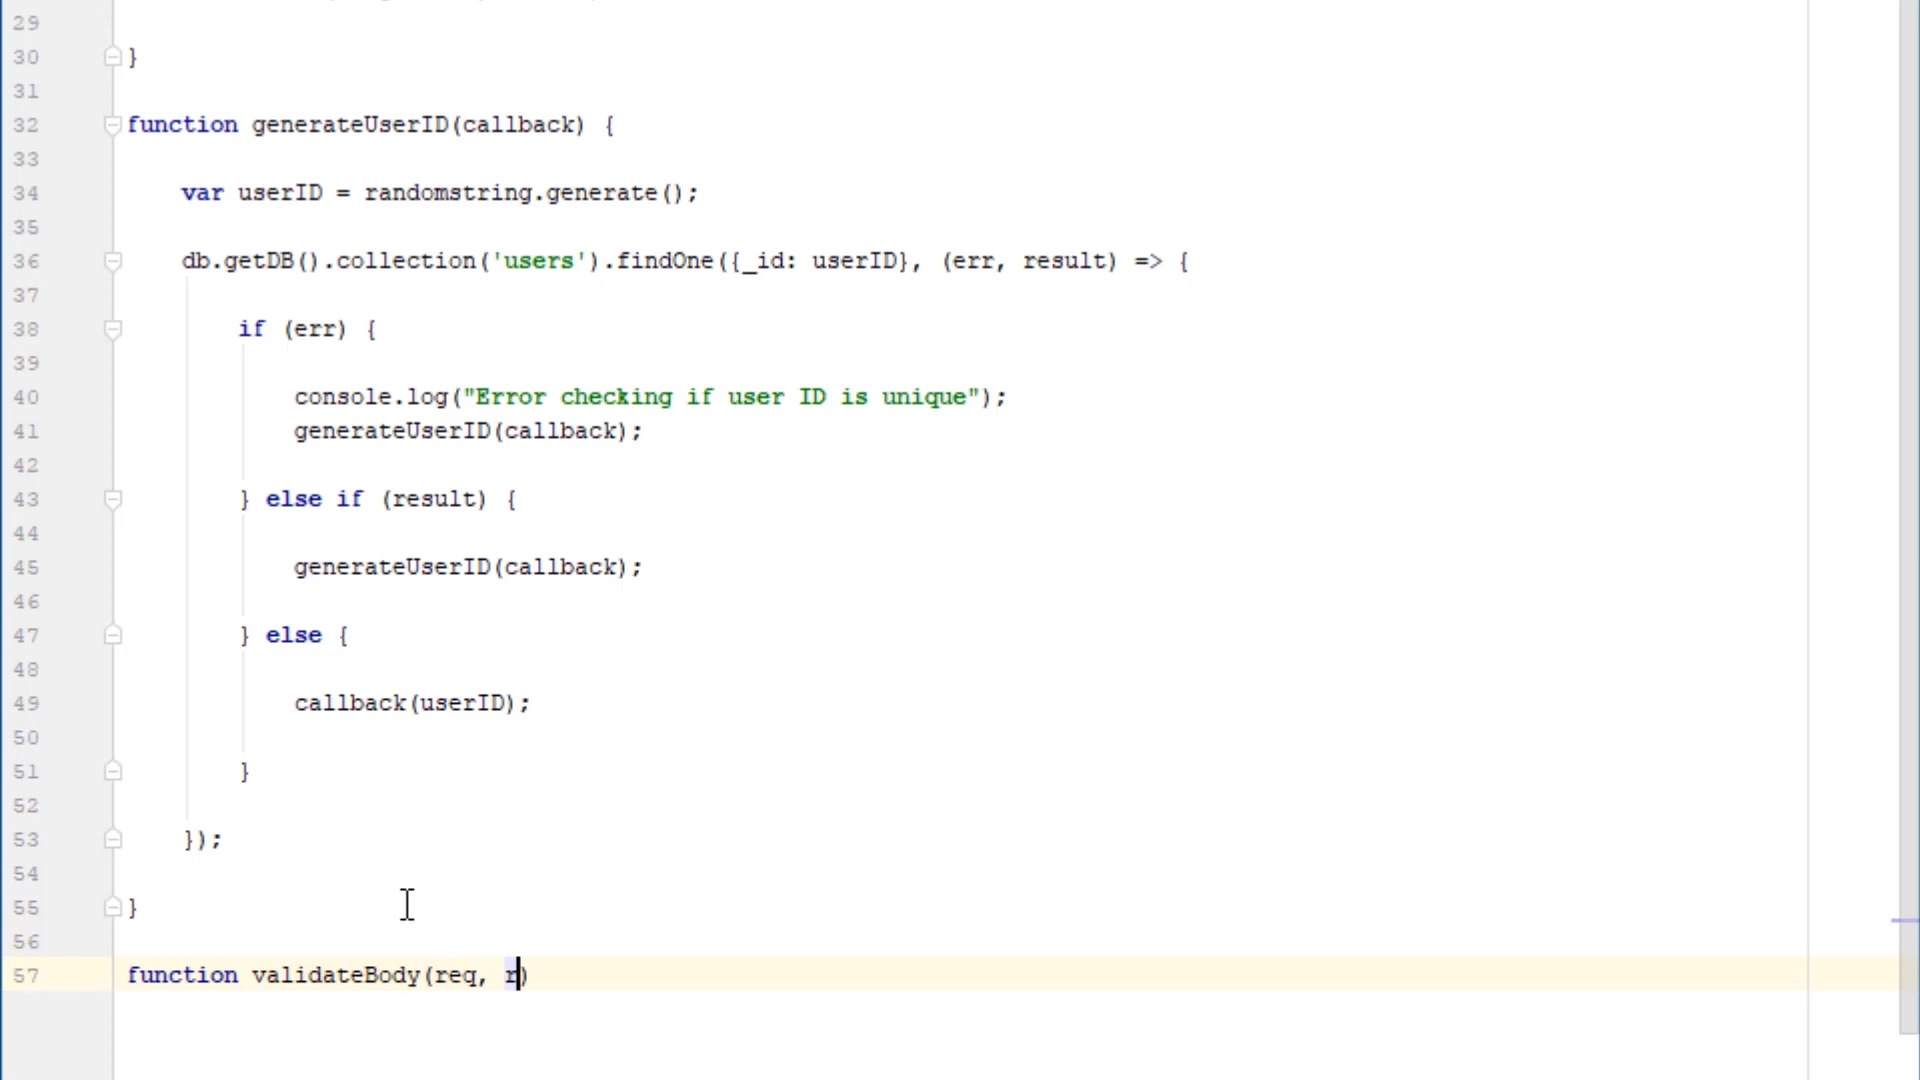 29
30 }
31
32 function generateUserID(callback) {
33
34 var userID = randomstring.generate();
35
36 db.getDB().collection('users').findOne({_id: userID}, (err, result) => {
37
38 if (err) {
39
40 console.log("Error checking if user ID is unique");
41 generateUserID(callback);
42
43 } else if (result) {
44
45 generateUserID(callback);
46
47 } else {
48
49 callback(userID);
50
51 }
52
53 });
54
55 }
56
57 function validateBody(req, r)